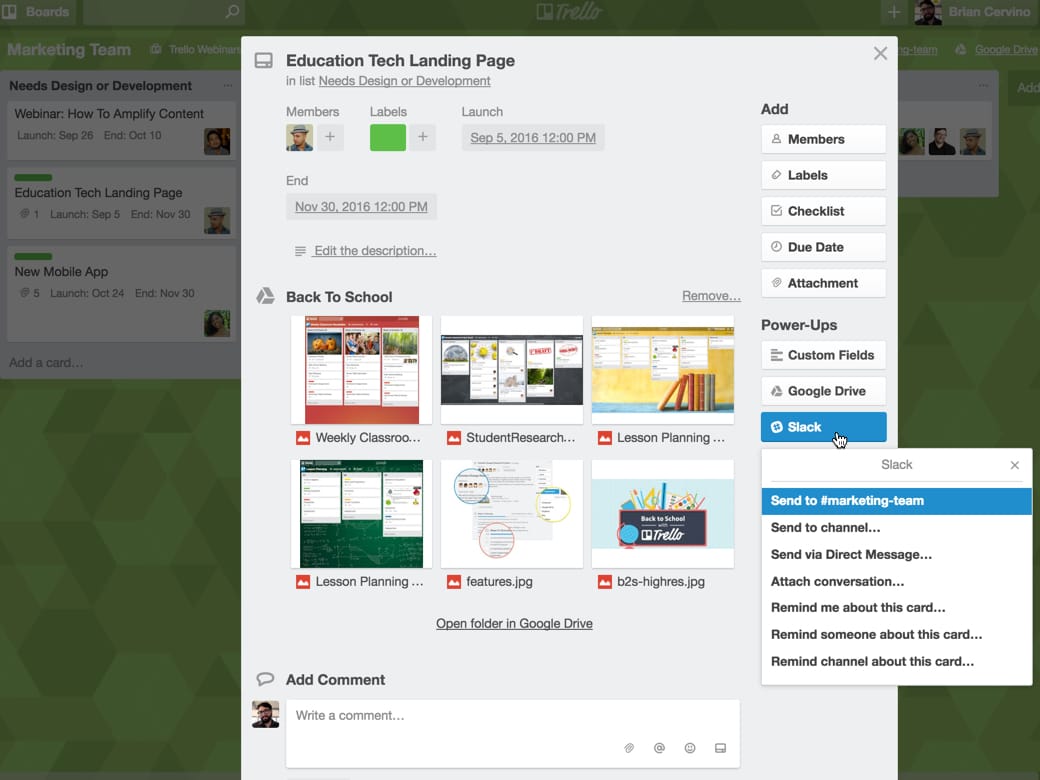 Boards
Trello
Brian Cervino
Marketing Team
Trello Webinars
ng-team
Google Drive
Needs Design or Development
Webinar: How To Amplify Content
Launch: Sep 26 End: Oct 10
Education Tech Landing Page
1 Launch: Sep 5 End: Nov 30
New Mobile App
5 Launch: Oct 24 End: Nov 30
Add a card…
Add
Education Tech Landing Page
in list Needs Design or Development
Members
Labels
Launch
Sep 5, 2016 12:00 PM
End
Nov 30, 2016 12:00 PM
Edit the description…
Back To School
Remove…
Weekly Classroo…
StudentResearch…
Lesson Planning …
Back to School
with
Trello
Lesson Planning …
features.jpg
b2s-highres.jpg
Open folder in Google Drive
Add Comment
Write a comment…
Add
Members
Labels
Checklist
Due Date
Attachment
Power-Ups
Custom Fields
Google Drive
Slack
Slack
Send to #marketing-team
Send to channel…
Send via Direct Message…
Attach conversation…
Remind me about this card…
Remind someone about this card…
Remind channel about this card…